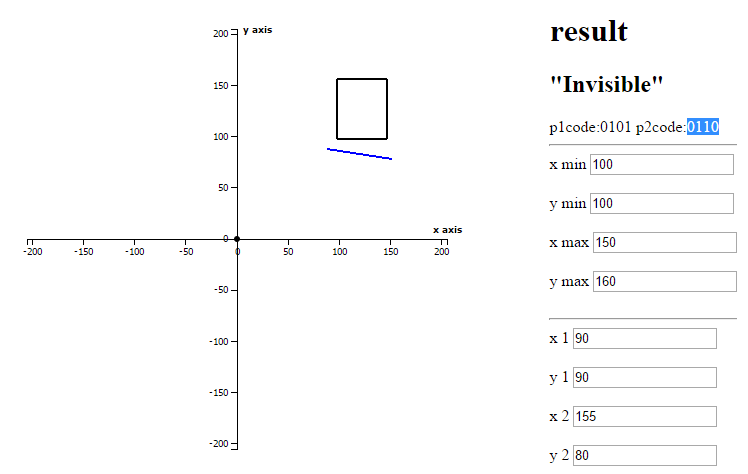 result
"Invisible"
p1code:0101 p2code:0110
x min 100
y min 100
x max 150
y max 160
x 1 90
y 1 90
x 2 155
y 2 80
y axis
200
150
100
50
0
x axis
-200 -150 -100 -50 0 50 100 150 200
-50
-100
-150
-200